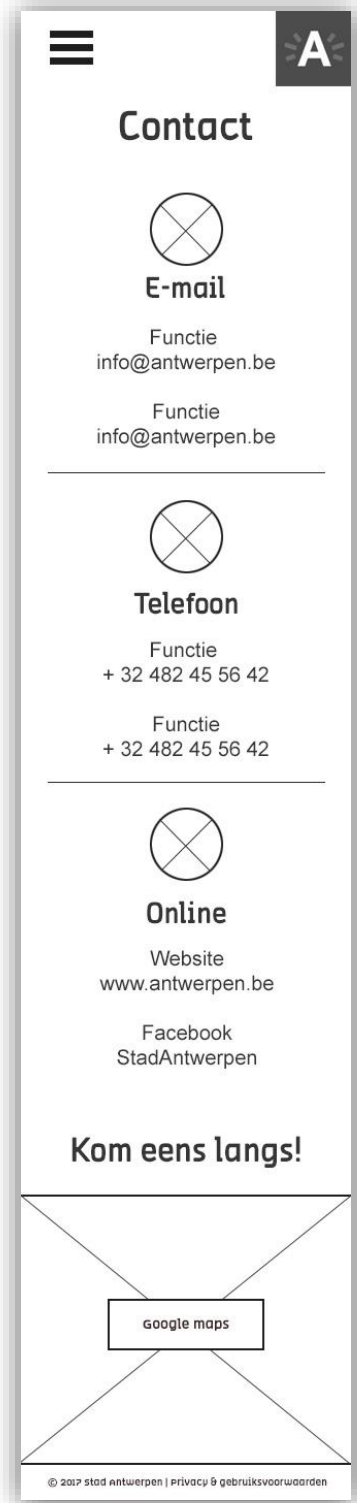 A
Contact
E-mail
Functie
info@antwerpen.be
Functie
info@antwerpen.be
Telefoon
Functie
+ 32 482 45 56 42
Functie
+ 32 482 45 56 42
Online
Website
www.antwerpen.be
Facebook
StadAntwerpen
Kom eens langs!
Google maps
© 2017 Stad Antwerpen | Privacy & gebruiksvoorwaarden